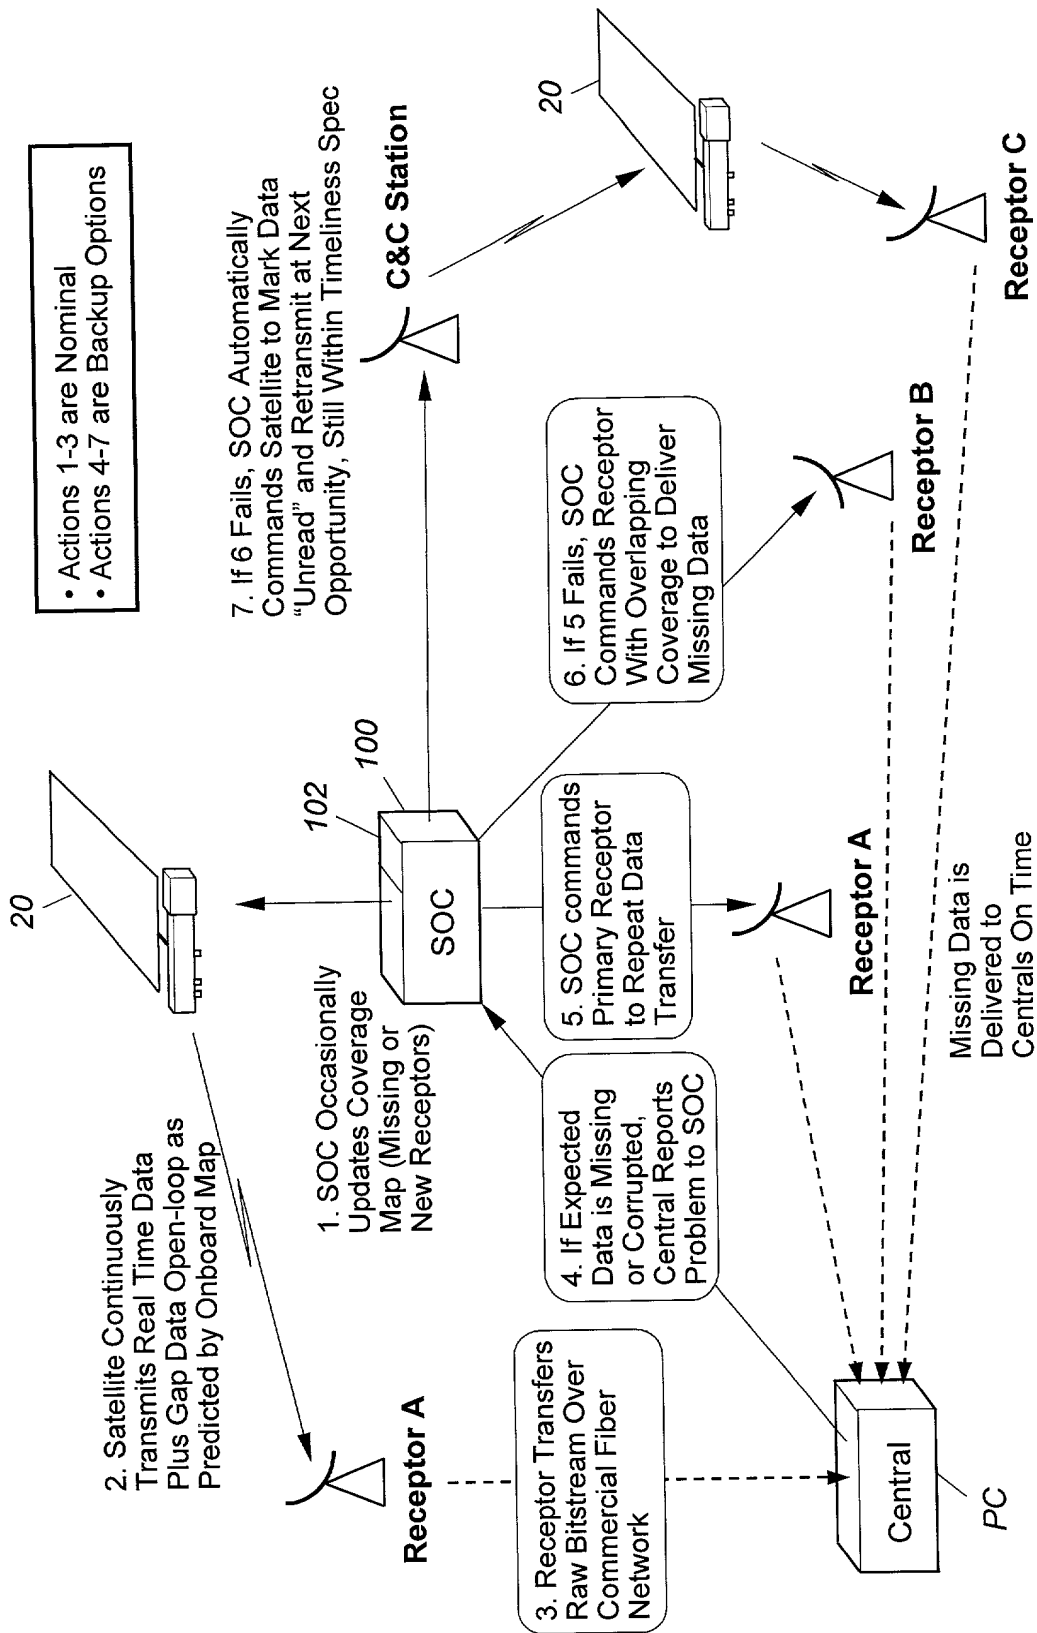 • Actions 1-3 are Nominal
• Actions 4-7 are Backup Options
20
2. Satellite Continuously
Transmits Real Time Data
Plus Gap Data Open-loop as
Predicted by Onboard Map
1. SOC Occasionally
Updates Coverage
Map (Missing or
New Receptors)
102
100
SOC
7. If 6 Fails, SOC Automatically
Commands Satellite to Mark Data
“Unread” and Retransmit at Next
Opportunity, Still Within Timeliness Spec
C&C Station
20
Receptor A
3. Receptor Transfers
Raw Bitstream Over
Commercial Fiber
Network
4. If Expected
Data is Missing
or Corrupted,
Central Reports
Problem to SOC
5. SOC commands
Primary Receptor
to Repeat Data
Transfer
6. If 5 Fails, SOC
Commands Receptor
With Overlapping
Coverage to Deliver
Missing Data
Receptor A
Receptor B
Receptor C
Central
PC
Missing Data is
Delivered to
Centrals On Time